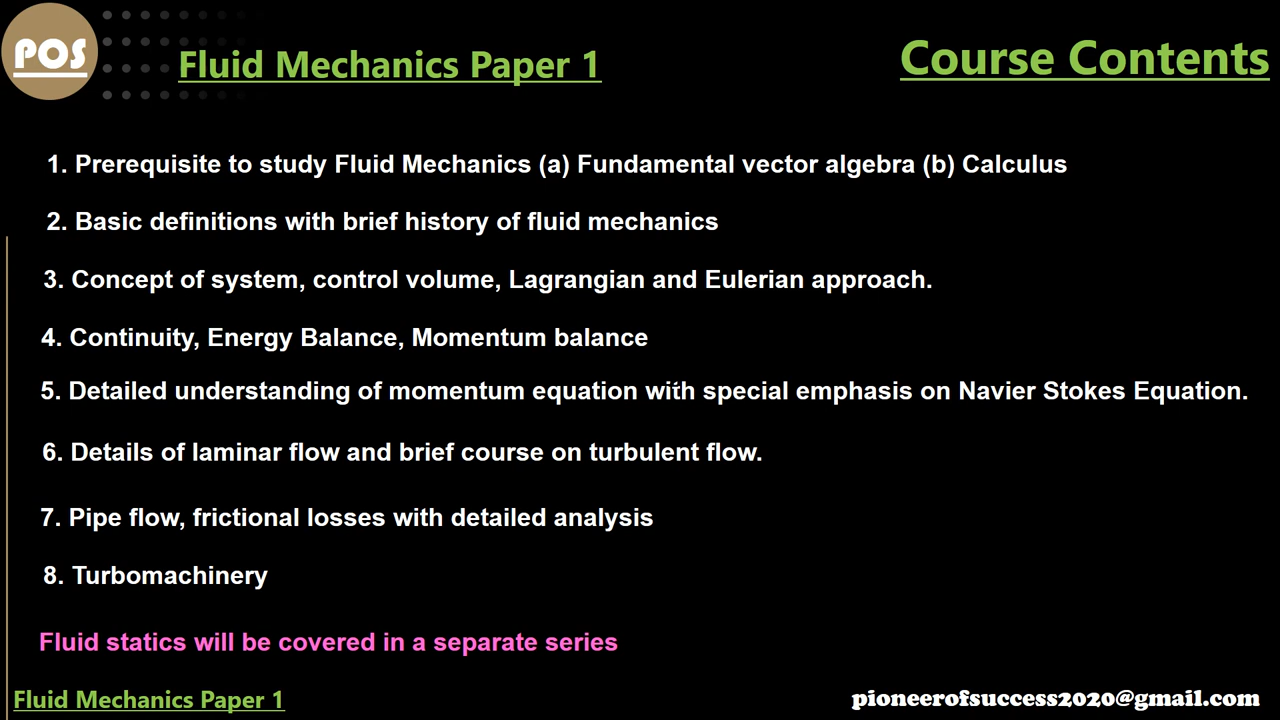 POS
Fluid Mechanics Paper 1
Course Contents
1. Prerequisite to study Fluid Mechanics (a) Fundamental vector algebra (b) Calculus
2. Basic definitions with brief history of fluid mechanics
3. Concept of system, control volume, Lagrangian and Eulerian approach.
4. Continuity, Energy Balance, Momentum balance
5. Detailed understanding of momentum equation with special emphasis on Navier Stokes Equation.
6. Details of laminar flow and brief course on turbulent flow.
7. Pipe flow, frictional losses with detailed analysis
8. Turbomachinery
Fluid statics will be covered in a separate series
Fluid Mechanics Paper 1
pioneerofsuccess2020@gmail.com